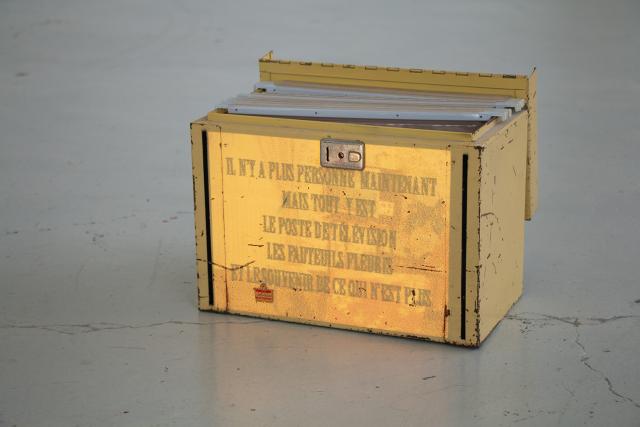 IL N'Y A PLUS PERSONNE MAINTENANT
MAIS TOUT Y EST
LE POSTE DE TÉLÉVISION
LES FAUTEUILS FLEURIS
ET LE SOUVENIR DE CE QUI N'EST PLUS